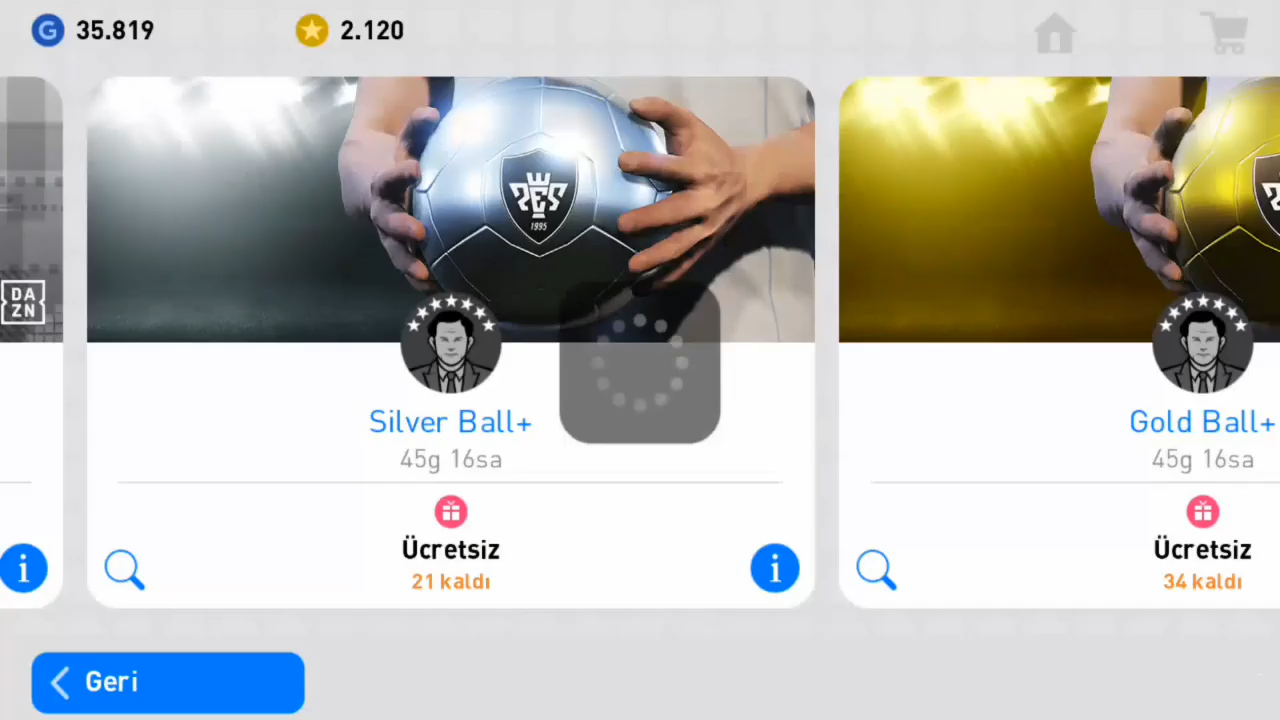 G 35.819
2.120
DA
ZN
PES
1995
Silver Ball+
45g 16sa
Ücretsiz
21 kaldı
i
i
Gold Ball+
45g 16sa
Ücretsiz
34 kaldı
Geri